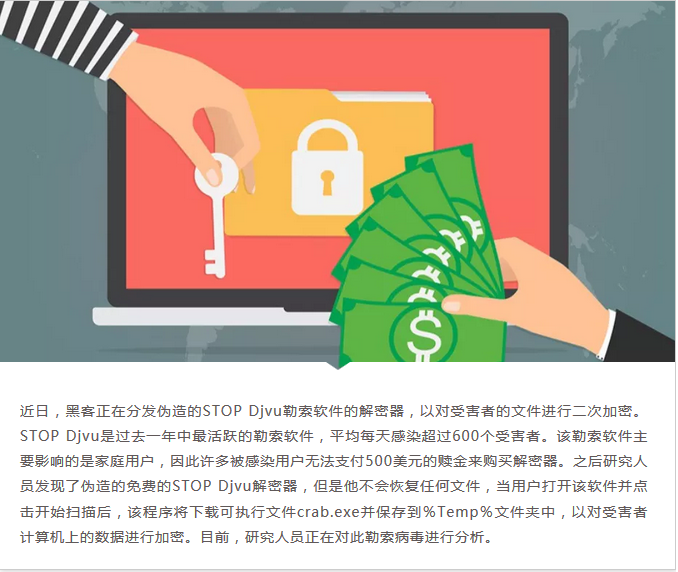 近日，黑客正在分发伪造的STOP Djvu勒索软件的解密器，以对受害者的文件进行二次加密。
STOP Djvu是过去一年中最活跃的勒索软件，平均每天感染超过600个受害者。该勒索软件主
要影响的是家庭用户，因此许多被感染用户无法支付500美元的赎金来购买解密器。之后研究人
员发现了伪造的免费的STOP Djvu解密器，但是他不会恢复任何文件，当用户打开该软件并点
击开始扫描后，该程序将下载可执行文件crab.exe并保存到%Temp%文件夹中，以对受害者
计算机上的数据进行加密。目前，研究人员正在对此勒索病毒进行分析。